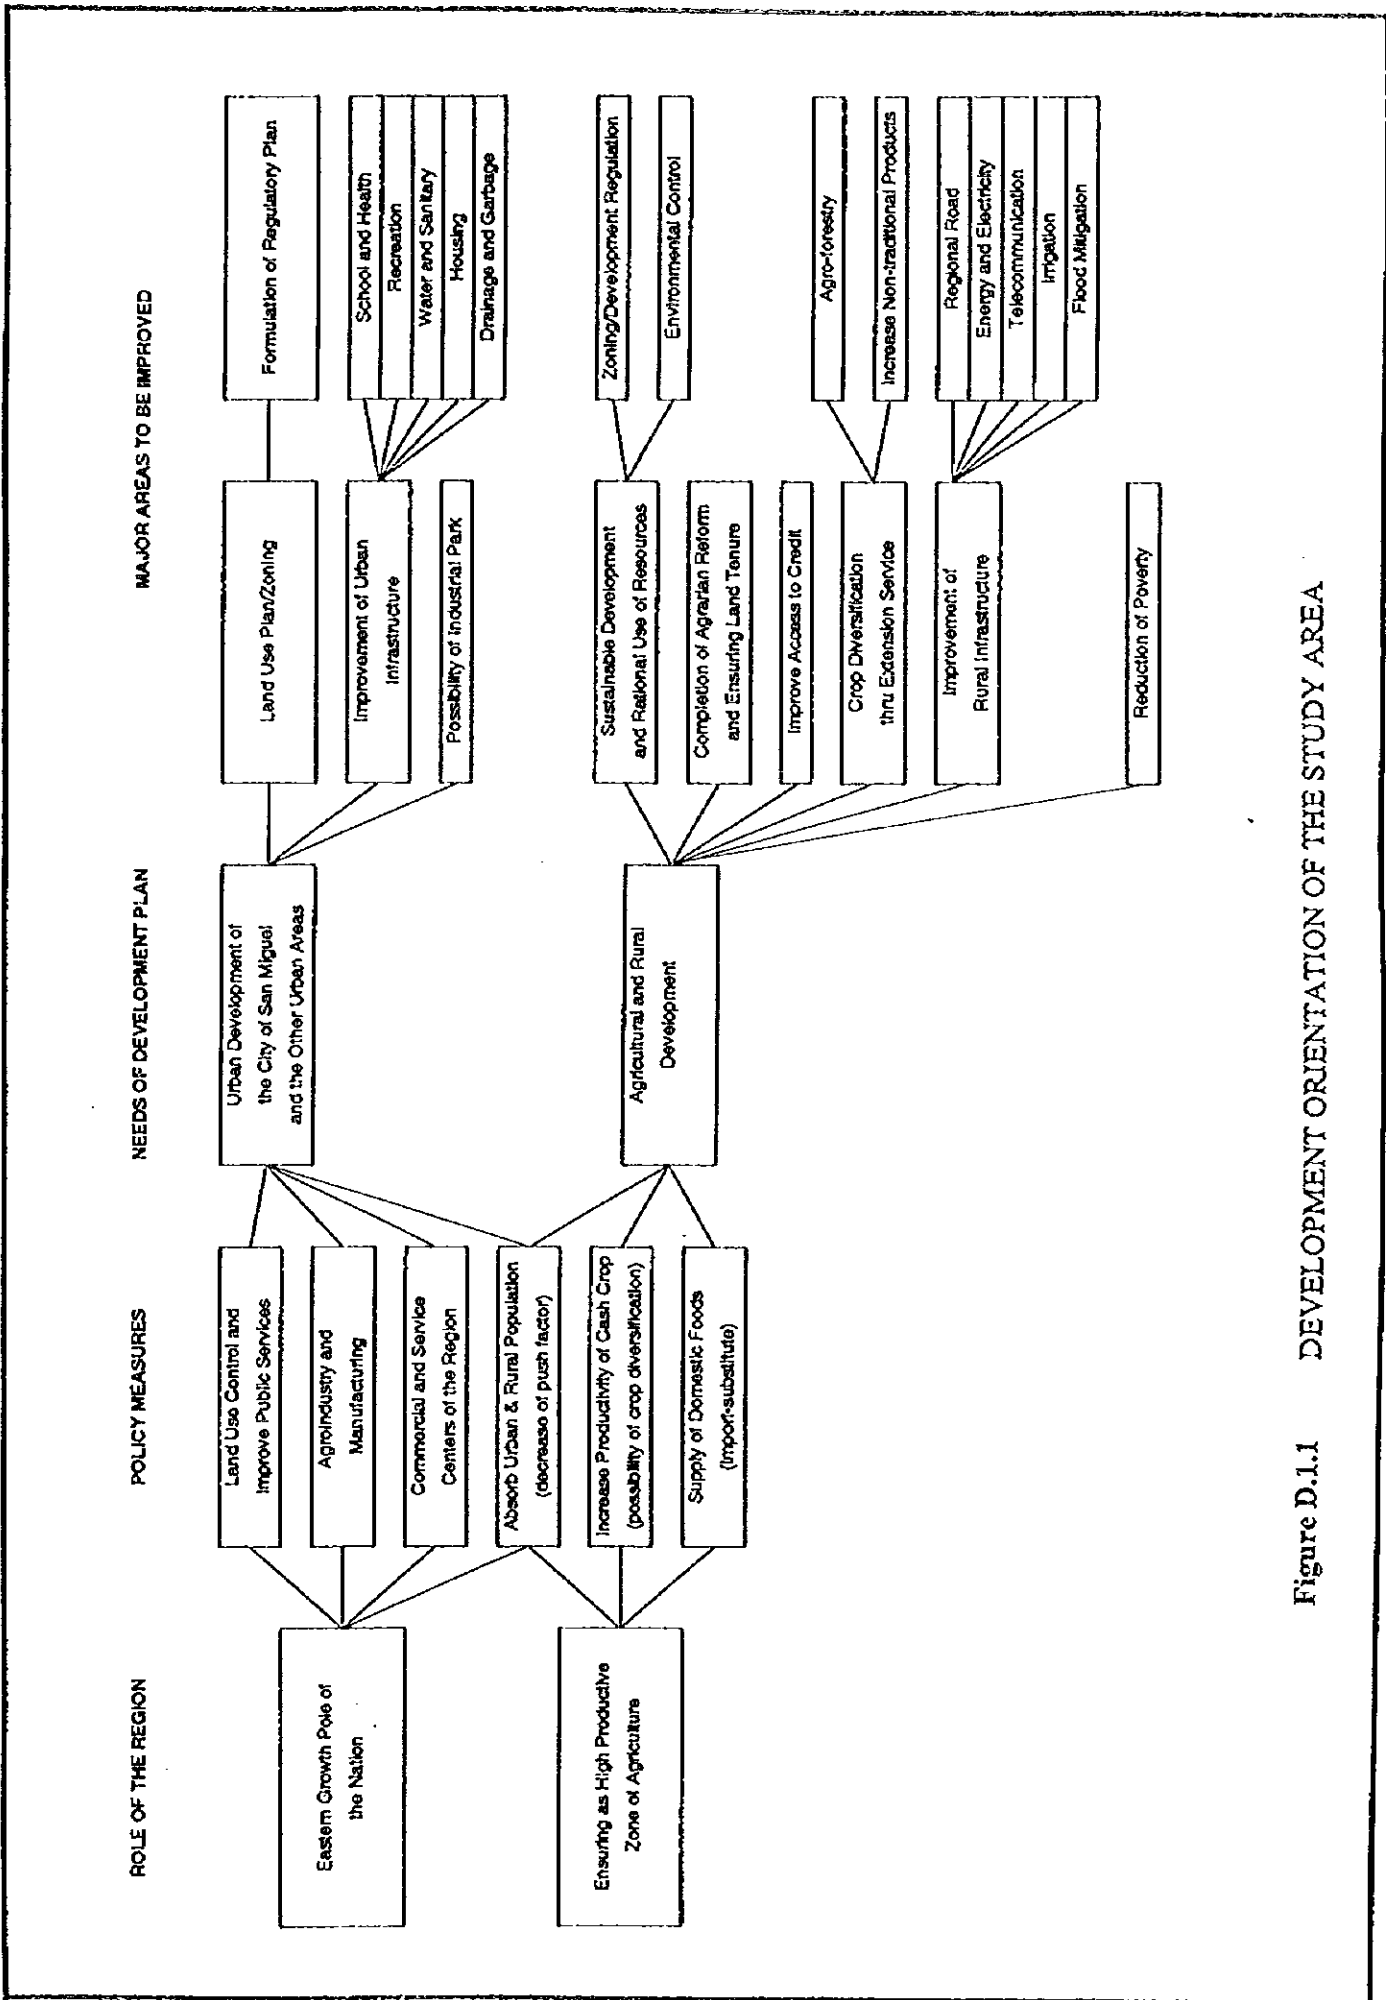 ROLE OF THE REGION
POLICY MEASURES
NEEDS OF DEVELOPMENT PLAN
MAJOR AREAS TO BE IMPROVED
Eastern Growth Pole of
the Nation
Ensuring as High Productive
Zone of Agriculture
Land Use Control and
Improve Public Services
Agroindustry and
Manufacturing
Commercial and Service
Centers of the Region
Absorb Urban & Rural Population
(decrease of push factor)
Increase Productivity of Cash Crop
(possibility of crop diversification)
Supply of Domestic Foods
(Import-substitute)
Urban Development of
the City of San Miguel
and the Other Urban Areas
Agricultural and Rural
Development
Land Use Plan/Zoning
Improvement of Urban
Infrastructure
Possibility of Industrial Park
Sustainable Development
and Rational Use of Resources
Completion of Agrarian Reform
and Ensuring Land Tenure
Improve Access to Credit
Crop Diversification
thru Extension Service
Improvement of
Rural Infrastructure
Reduction of Poverty
Formulation of Regulatory Plan
School and Health
Recreation
Water and Sanitary
Housing
Drainage and Garbage
Zoning/Development Regulation
Environmental Control
Agro-forestry
Increase Non-traditional Products
Regional Road
Energy and Electricity
Telecommunication
Irrigation
Flood Mitigation
Figure D.1.1 DEVELOPMENT ORIENTATION OF THE STUDY AREA